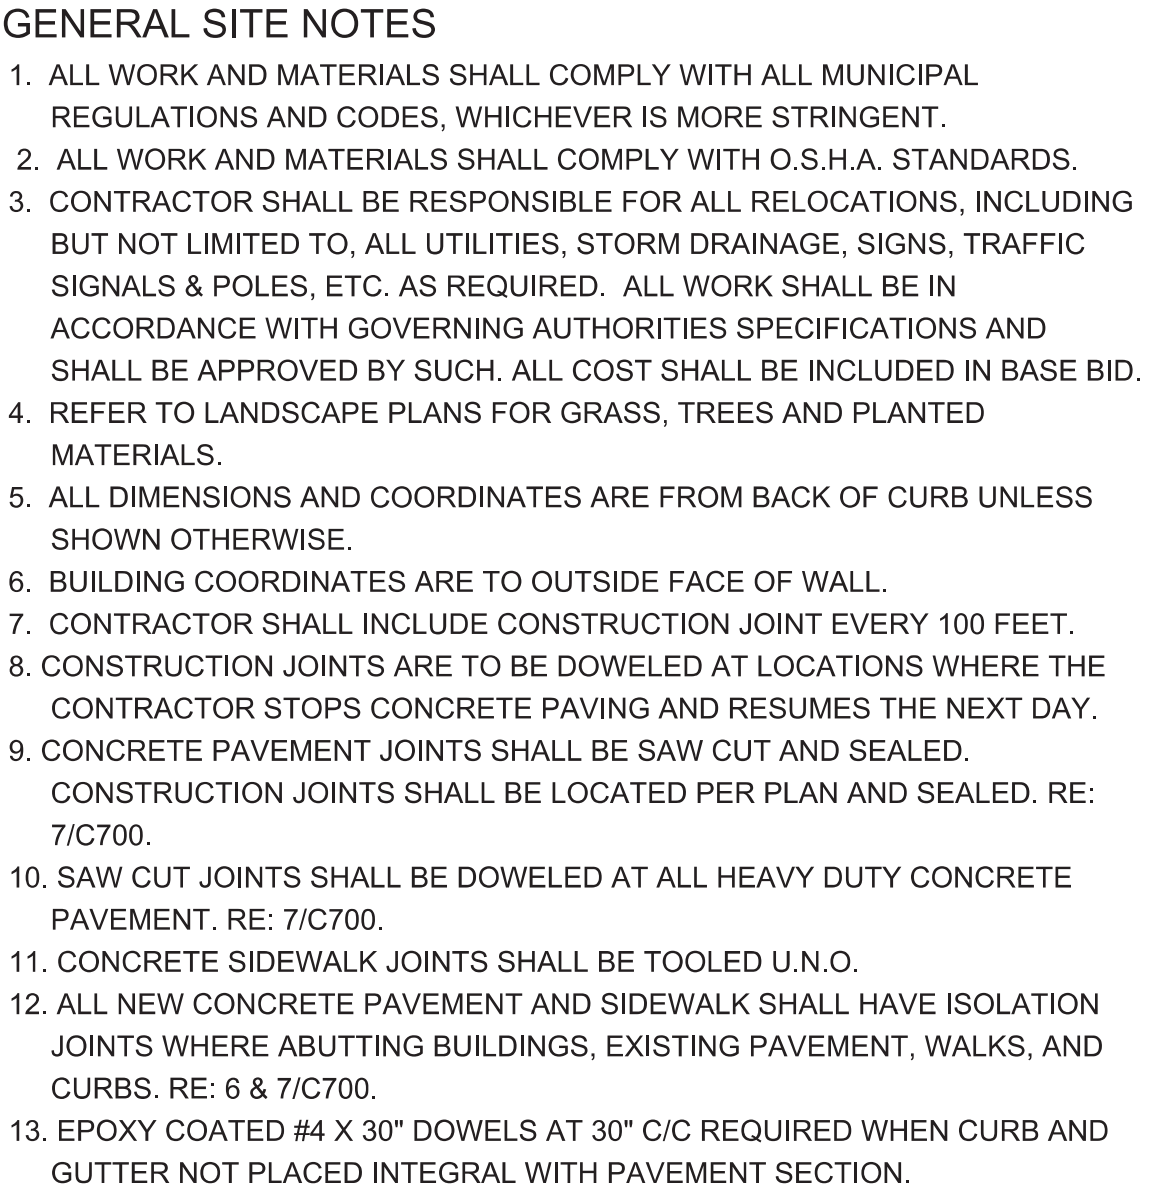 GENERAL SITE NOTES
1. ALL WORK AND MATERIALS SHALL COMPLY WITH ALL MUNICIPAL
REGULATIONS AND CODES, WHICHEVER IS MORE STRINGENT.
2. ALL WORK AND MATERIALS SHALL COMPLY WITH O.S.H.A. STANDARDS.
3. CONTRACTOR SHALL BE RESPONSIBLE FOR ALL RELOCATIONS, INCLUDING
BUT NOT LIMITED TO, ALL UTILITIES, STORM DRAINAGE, SIGNS, TRAFFIC
SIGNALS & POLES, ETC. AS REQUIRED. ALL WORK SHALL BE IN
ACCORDANCE WITH GOVERNING AUTHORITIES SPECIFICATIONS AND
SHALL BE APPROVED BY SUCH. ALL COST SHALL BE INCLUDED IN BASE BID.
4. REFER TO LANDSCAPE PLANS FOR GRASS, TREES AND PLANTED
MATERIALS.
5. ALL DIMENSIONS AND COORDINATES ARE FROM BACK OF CURB UNLESS
SHOWN OTHERWISE.
6. BUILDING COORDINATES ARE TO OUTSIDE FACE OF WALL.
7. CONTRACTOR SHALL INCLUDE CONSTRUCTION JOINT EVERY 100 FEET.
8. CONSTRUCTION JOINTS ARE TO BE DOWELED AT LOCATIONS WHERE THE
CONTRACTOR STOPS CONCRETE PAVING AND RESUMES THE NEXT DAY.
9. CONCRETE PAVEMENT JOINTS SHALL BE SAW CUT AND SEALED.
CONSTRUCTION JOINTS SHALL BE LOCATED PER PLAN AND SEALED. RE:
7/C700.
10. SAW CUT JOINTS SHALL BE DOWELED AT ALL HEAVY DUTY CONCRETE
PAVEMENT. RE: 7/C700.
11. CONCRETE SIDEWALK JOINTS SHALL BE TOOLED U.N.O.
12. ALL NEW CONCRETE PAVEMENT AND SIDEWALK SHALL HAVE ISOLATION
JOINTS WHERE ABUTTING BUILDINGS, EXISTING PAVEMENT, WALKS, AND
CURBS. RE: 6 & 7/C700.
13. EPOXY COATED #4 X 30" DOWELS AT 30" C/C REQUIRED WHEN CURB AND
GUTTER NOT PLACED INTEGRAL WITH PAVEMENT SECTION.